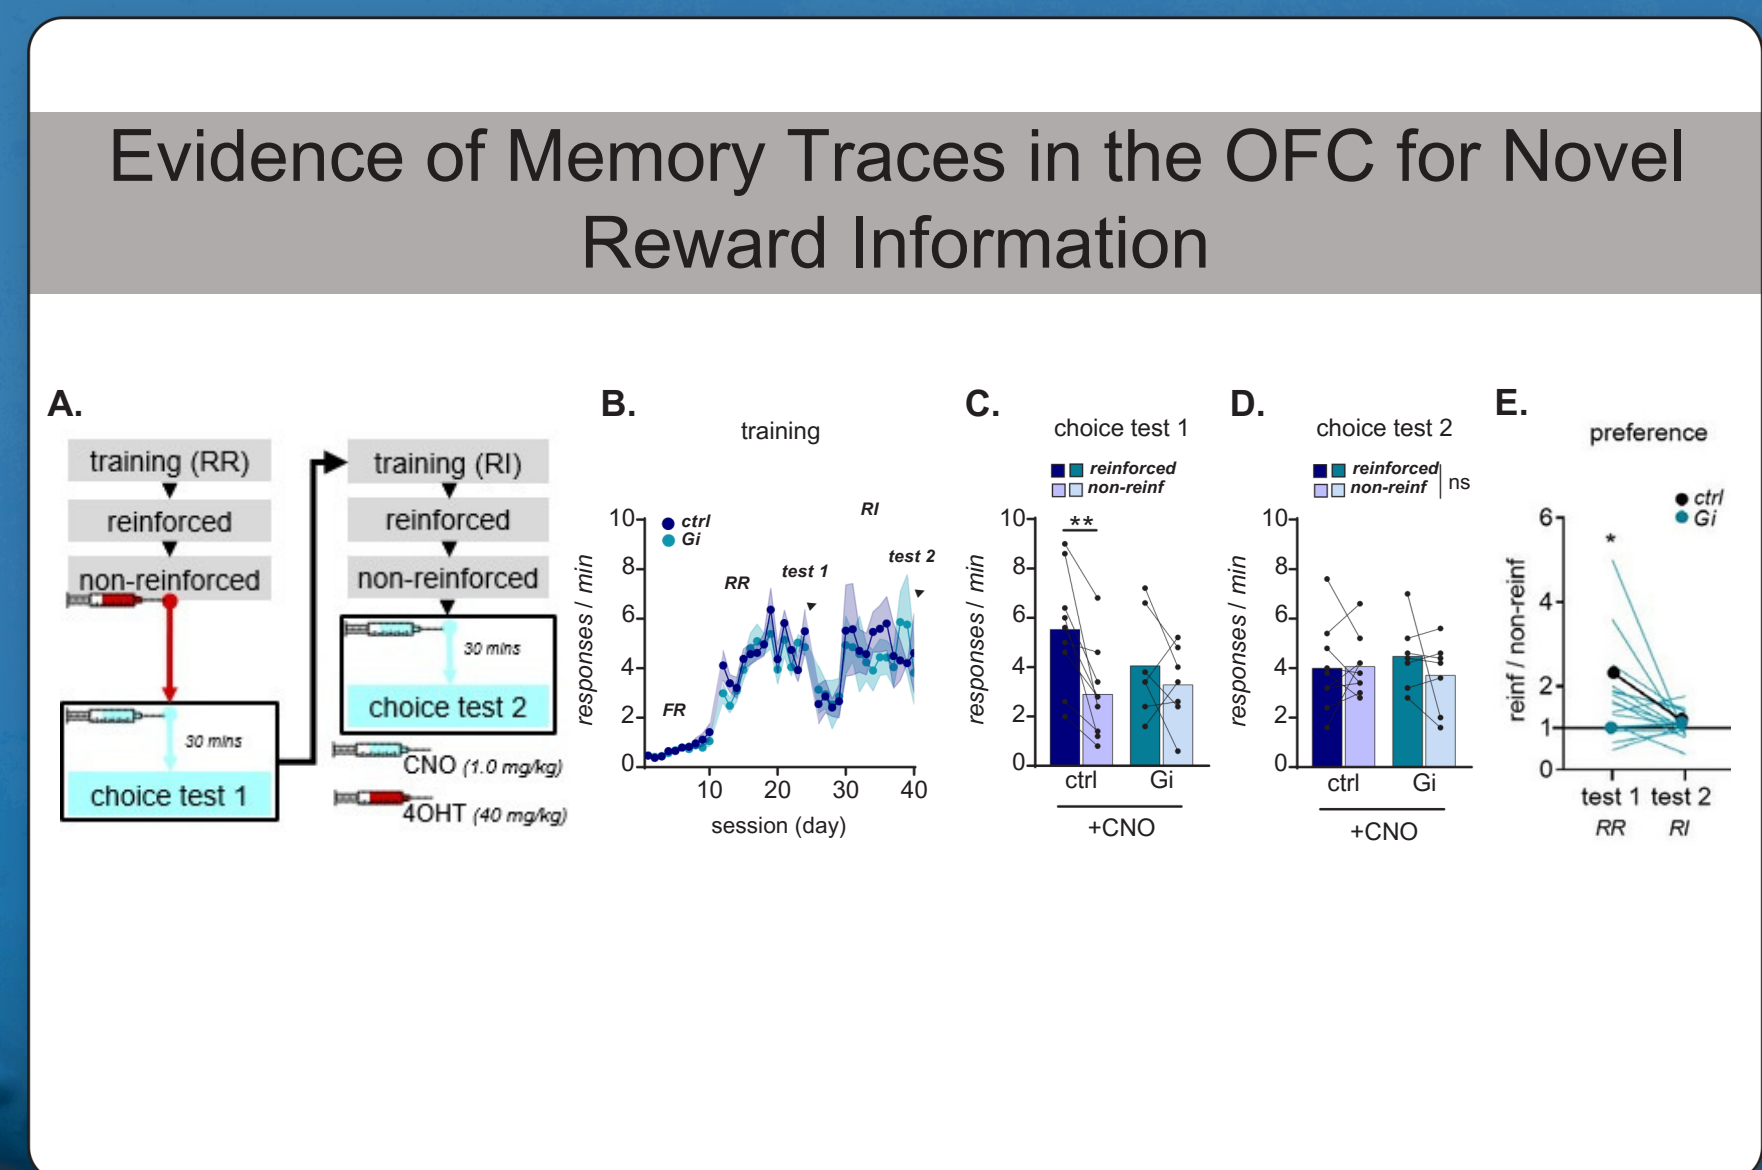 Evidence of Memory Traces in the OFC for Novel
Reward Information
A.
training (RR)
reinforced
non-reinforced
30 mins
choice test 1
training (RI)
reinforced
non-reinforced
30 mins
choice test 2
CNO (1.0 mg/kg)
4OHT (40 mg/kg)
B.
training
ctrl
Gi
FR
RR
test 1
RI
test 2
responses / min
10
8
6
4
2
0
10 20 30 40
session (day)
C.
choice test 1
reinforced
non-reinf
**
responses / min
10
8
6
4
2
0
ctrl Gi
+CNO
D.
choice test 2
reinforced
non-reinf
ns
responses / min
10
8
6
4
2
0
ctrl Gi
+CNO
E.
preference
ctrl
Gi
*
reinf / non-reinf
6
4
2
1
0
test 1 test 2
RR RI